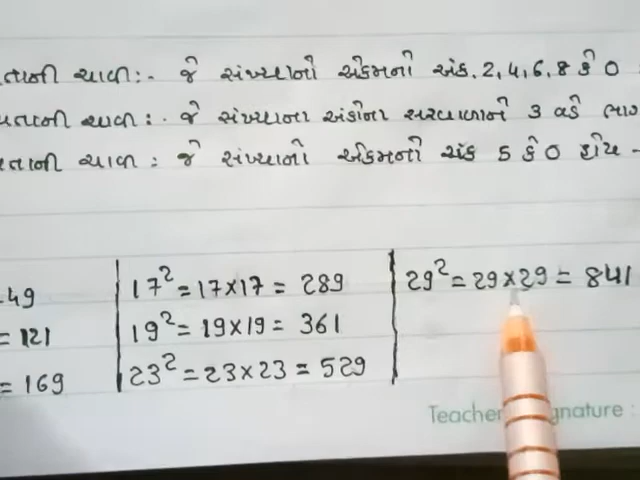 તાની ચાવી:- જે સંખ્યાનો એકમનો અંક 2,4,6,8 કે 0
તાની ચાવી:- જે સંખ્યાના અંકોના સરવાળાને 3 વડે ભાગ
તાની ચાવી : જે સંખ્યાનો એકમનો અંક 5 કે 0 હોય -
49
= 121
= 169
17² = 17×17 = 289
19² = 19×19 = 361
23² = 23×23 = 529
29² = 29×29 = 841
Teacher
gnature :